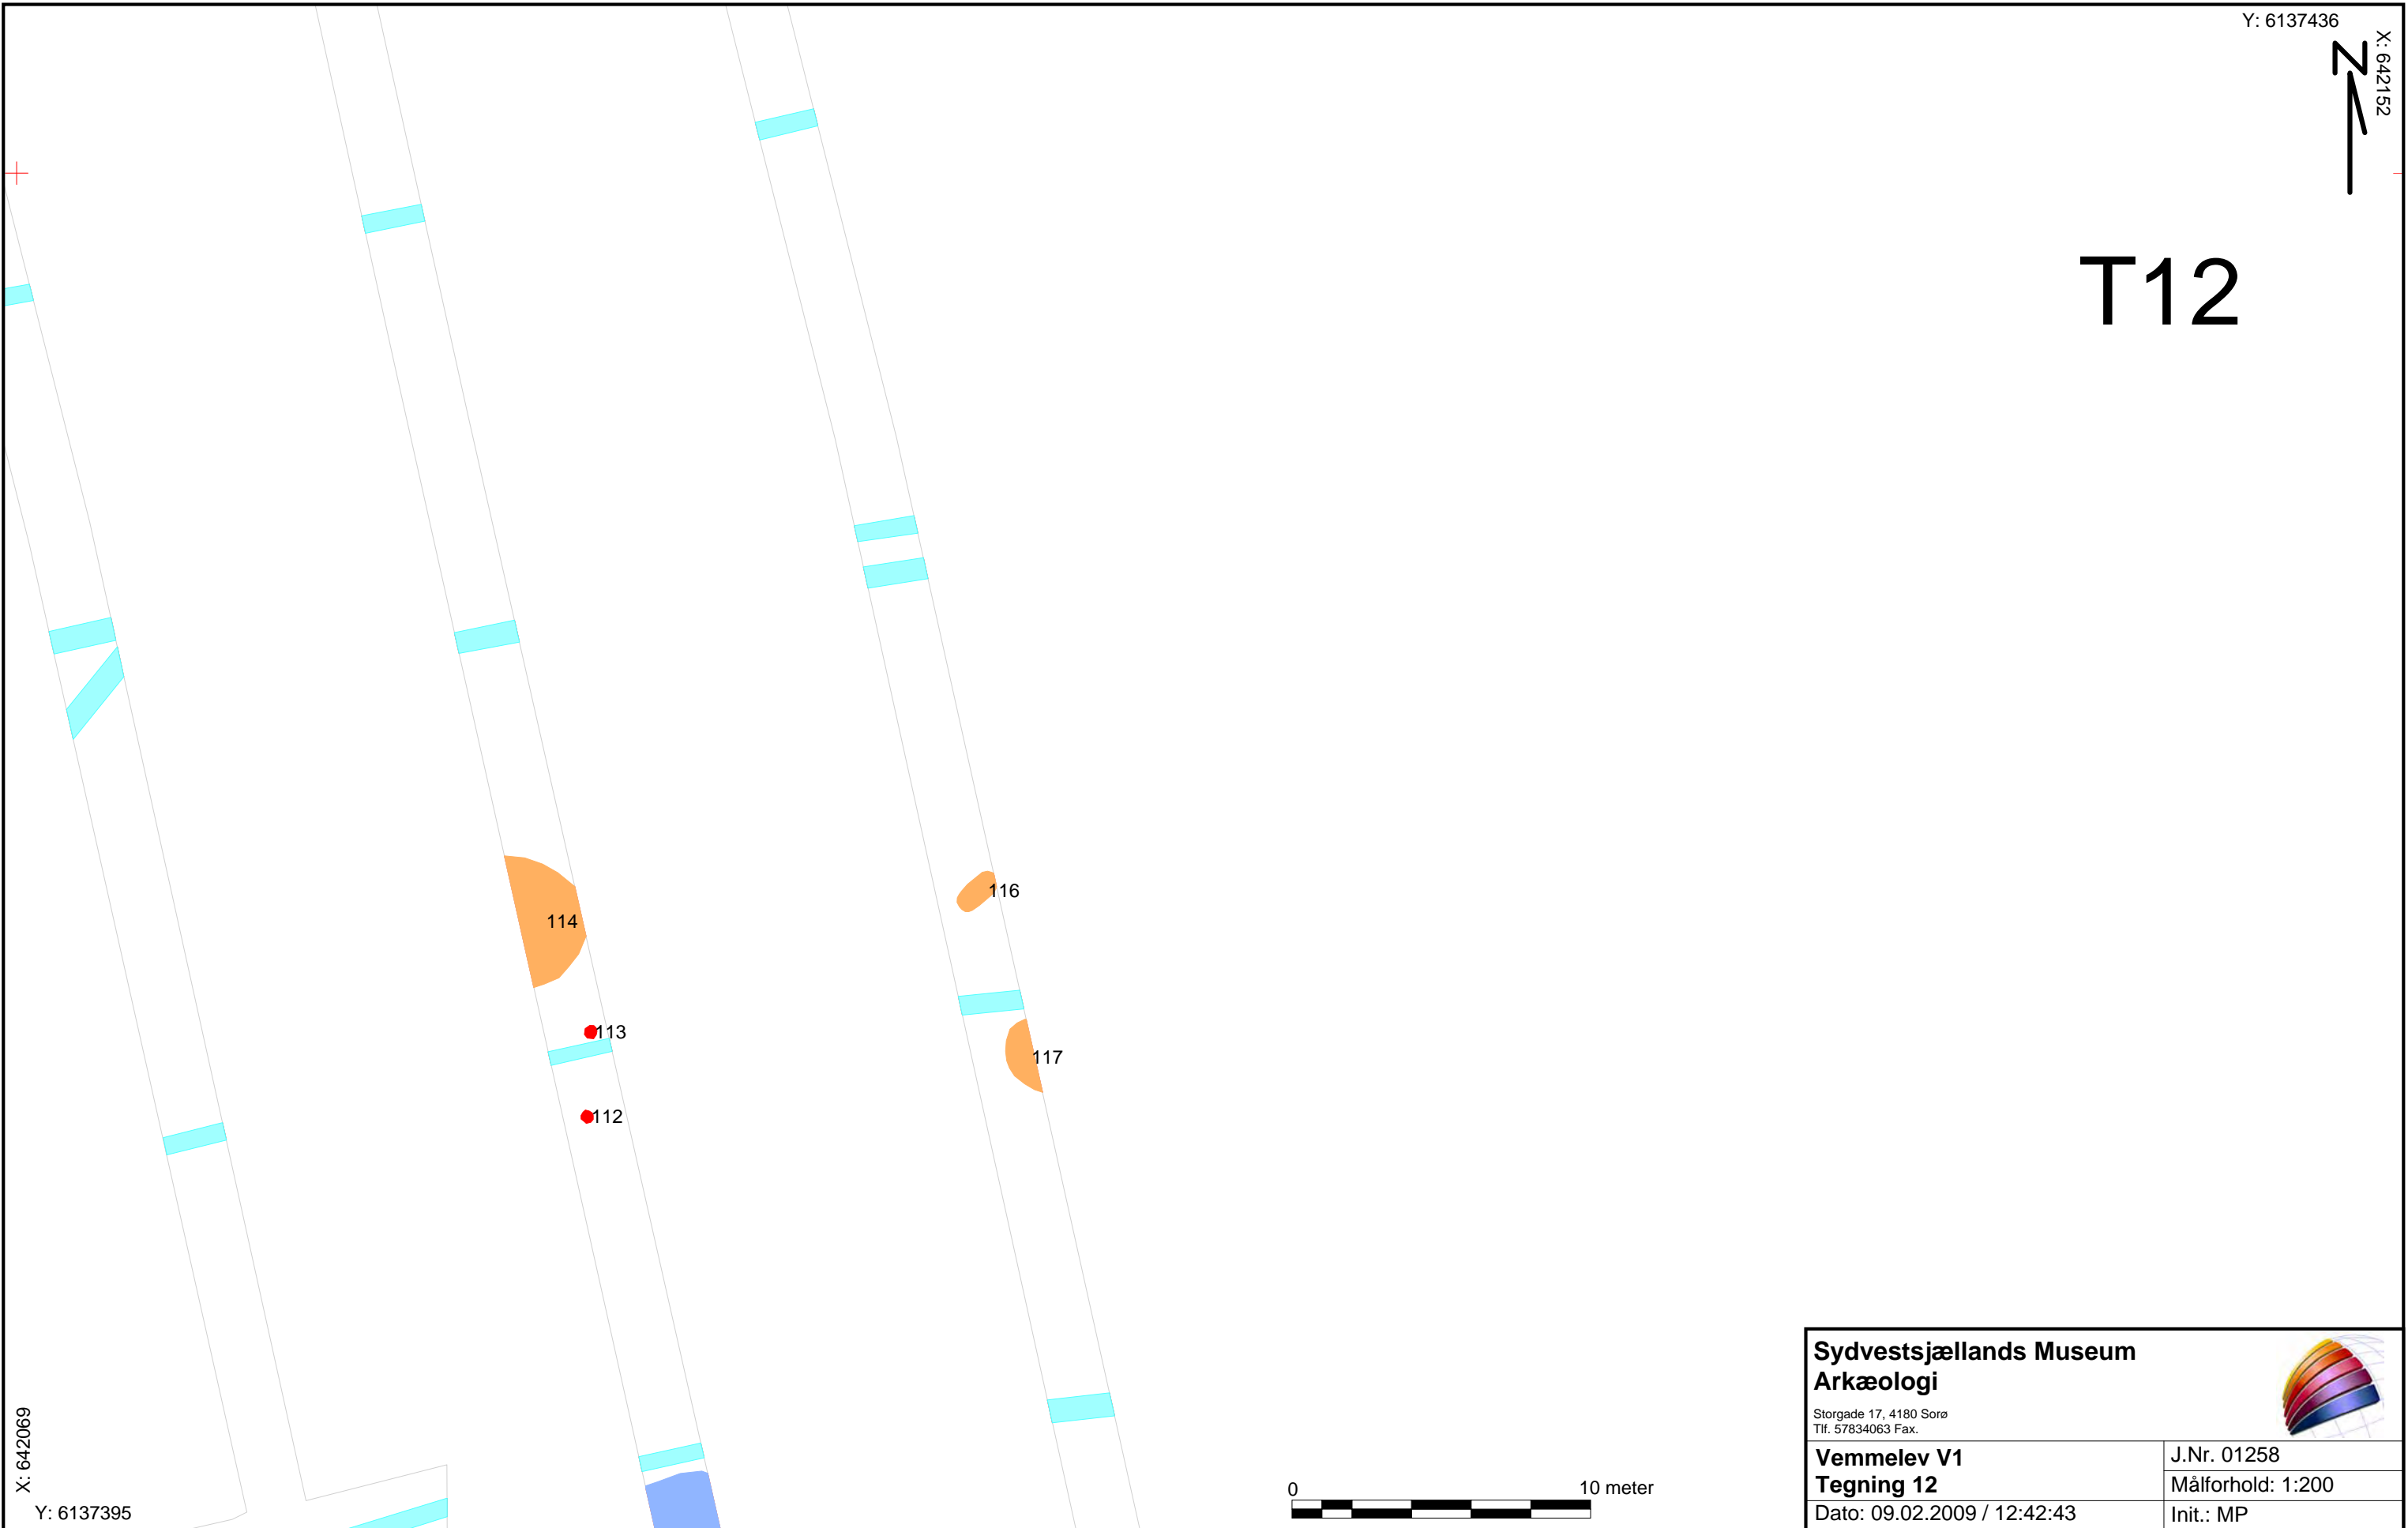 Y: 6137436
X: 642152
N
T12
116
114
113
117
112
X: 642069
Y: 6137395
0
10 meter
Sydvestsjællands Museum
Arkæologi
Storgade 17, 4180 Sorø
Tlf. 57834063 Fax.
Vemmelev V1
Tegning 12
J.Nr. 01258
Målforhold: 1:200
Dato: 09.02.2009 / 12:42:43
Init.: MP